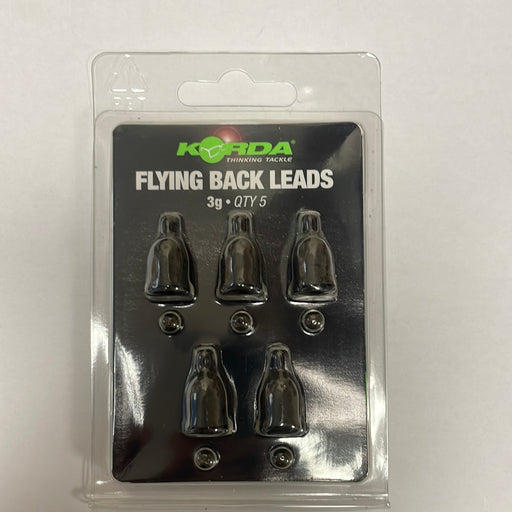 KORDA®
THINKING TACKLE
FLYING BACK LEADS
3g • QTY 5